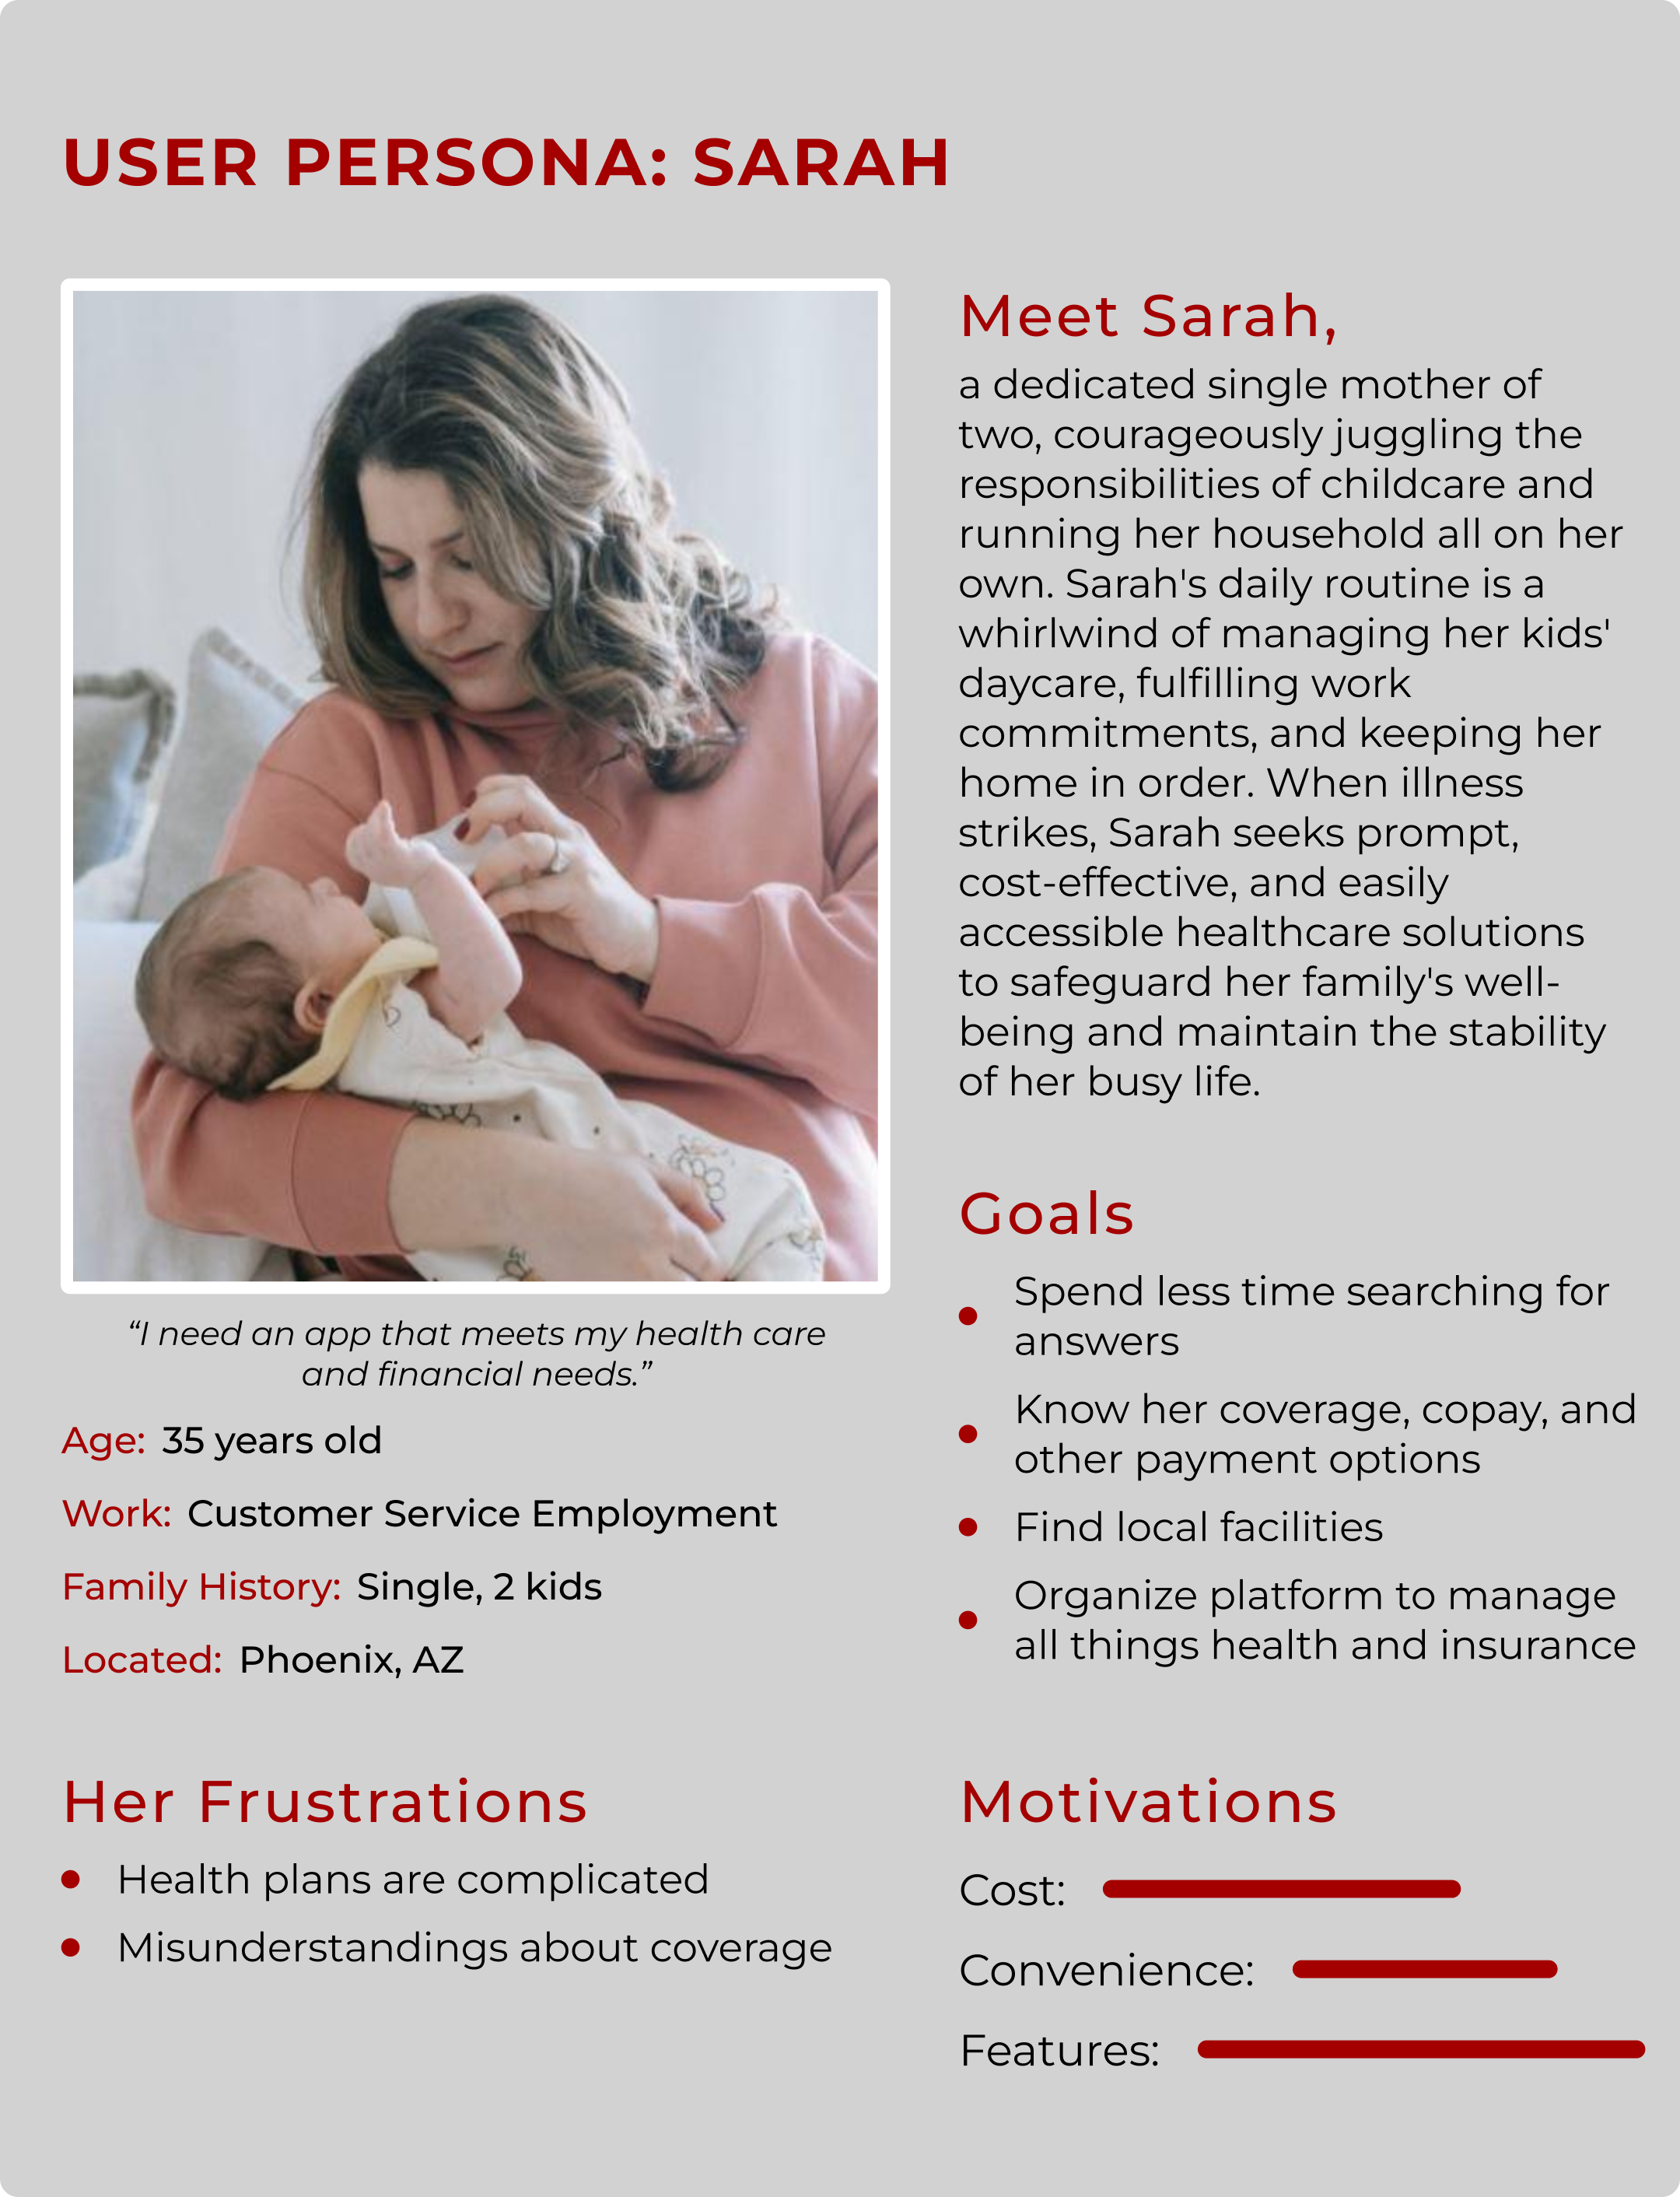 USER PERSONA: SARAH
“I need an app that meets my health care
and financial needs.”
Age: 35 years old
Work: Customer Service Employment
Family History: Single, 2 kids
Located: Phoenix, AZ
Her Frustrations
Health plans are complicated
Misunderstandings about coverage
Meet Sarah,
a dedicated single mother of
two, courageously juggling the
responsibilities of childcare and
running her household all on her
own. Sarah's daily routine is a
whirlwind of managing her kids'
daycare, fulfilling work
commitments, and keeping her
home in order. When illness
strikes, Sarah seeks prompt,
cost-effective, and easily
accessible healthcare solutions
to safeguard her family's well-
being and maintain the stability
of her busy life.
Goals
Spend less time searching for
answers
Know her coverage, copay, and
other payment options
Find local facilities
Organize platform to manage
all things health and insurance
Motivations
Cost:
Convenience:
Features: